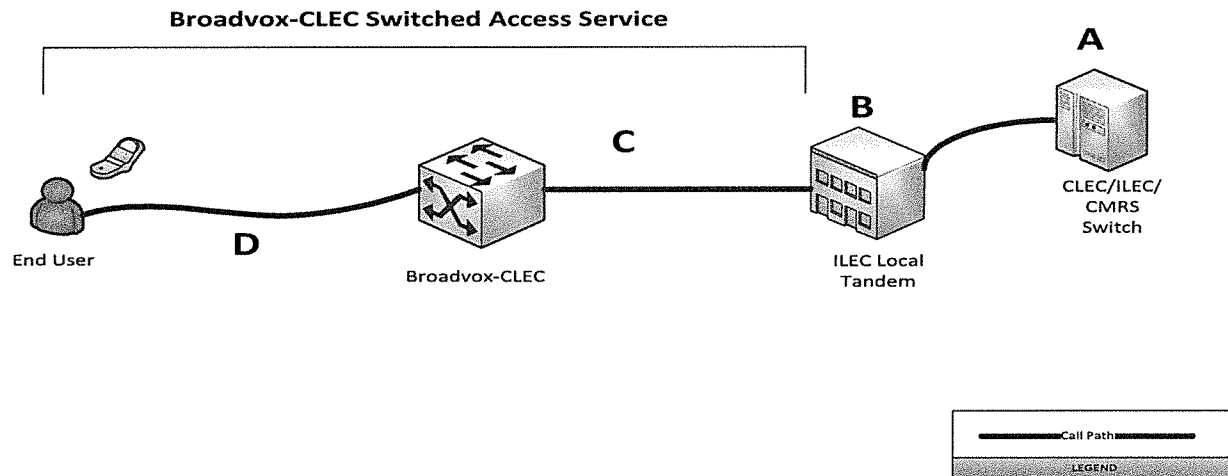 Broadvox-CLEC Switched Access Service
A
B
C
D
CLEC/ILEC/
CMRS
Switch
End User
Broadvox-CLEC
ILEC Local
Tandem
Call Path
LEGEND